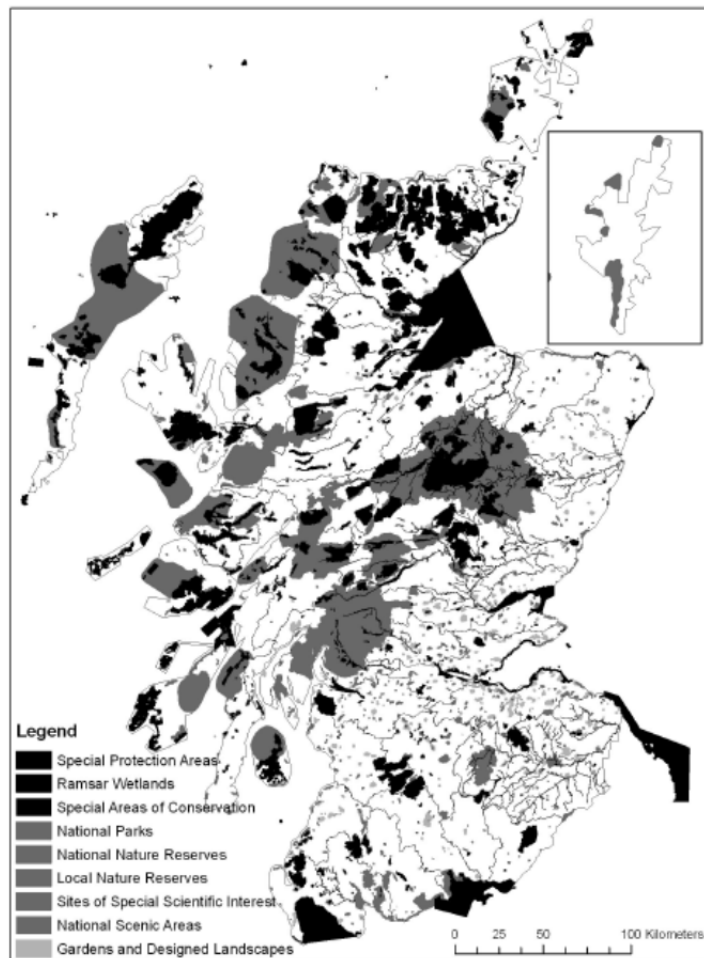 Legend
Special Protection Areas
Ramsar Wetlands
Special Areas of Conservation
National Parks
National Nature Reserves
Local Nature Reserves
Sites of Special Scientific Interest
National Scenic Areas
Gardens and Designed Landscapes
0 25 50 100 Kilometers